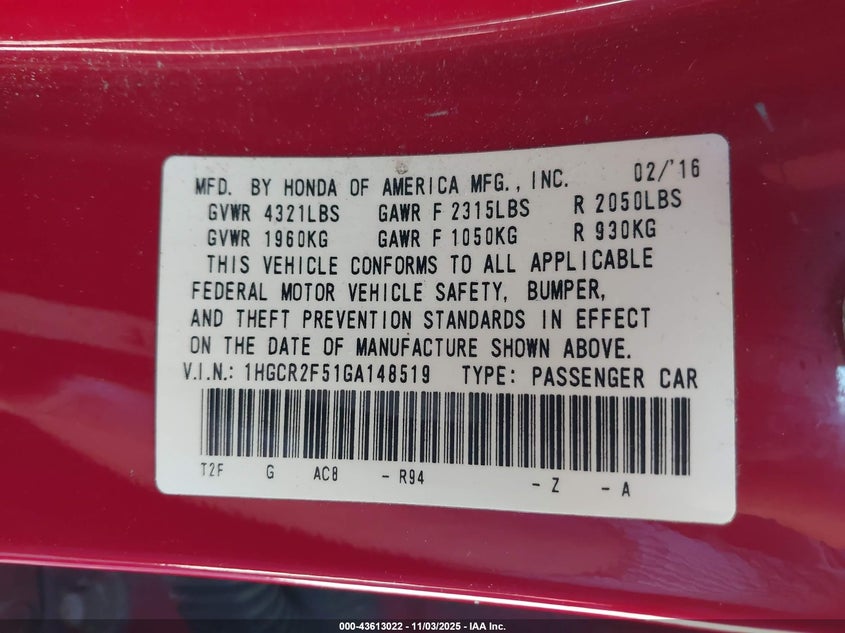 MFD. BY HONDA OF AMERICA MFG., INC. 02/'16
GVWR 4321LBS GAWR F 2315LBS R 2050LBS
GVWR 1960KG GAWR F 1050KG R 930KG
THIS VEHICLE CONFORMS TO ALL APPLICABLE
FEDERAL MOTOR VEHICLE SAFETY, BUMPER,
AND THEFT PREVENTION STANDARDS IN EFFECT
ON THE DATE OF MANUFACTURE SHOWN ABOVE.
V.I.N.: 1HGCR2F51GA148519 TYPE: PASSENGER CAR
T2F G AC8 - R94 - Z - A
000-43613022 - 11/03/2025 - IAA Inc.